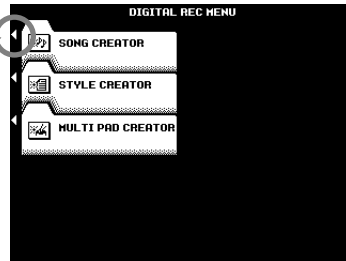 DIGITAL REC MENU
SONG CREATOR
STYLE CREATOR
MULTI PAD CREATOR